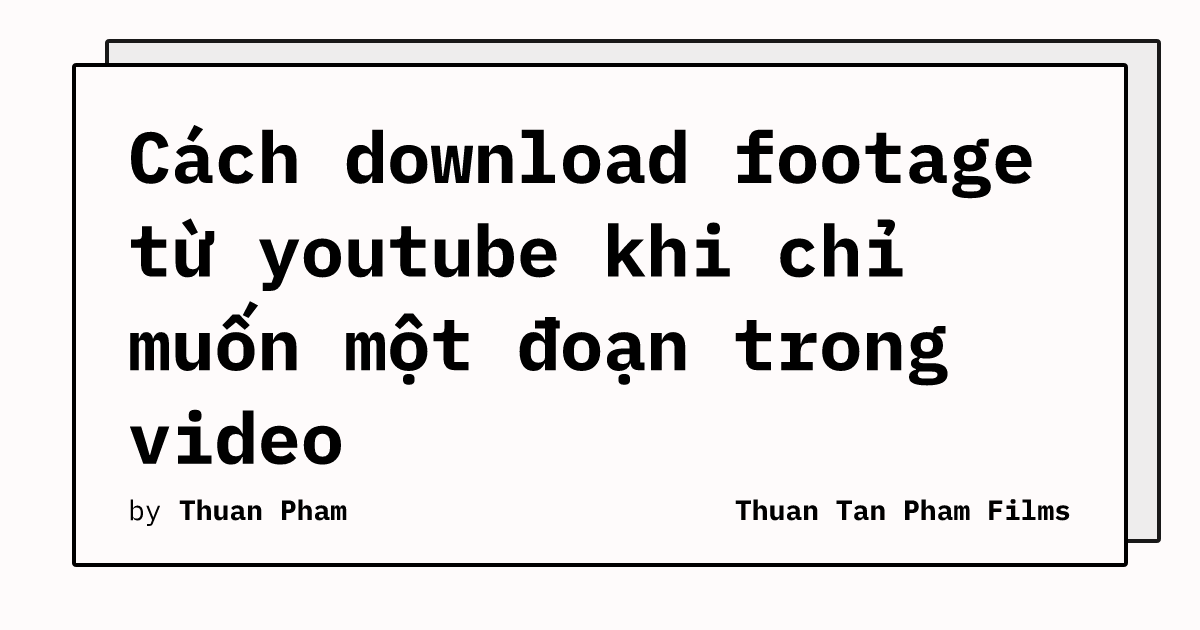 Cách download footage
từ youtube khi chỉ
muốn một đoạn trong
video
by Thuan Pham
Thuan Tan Pham Films